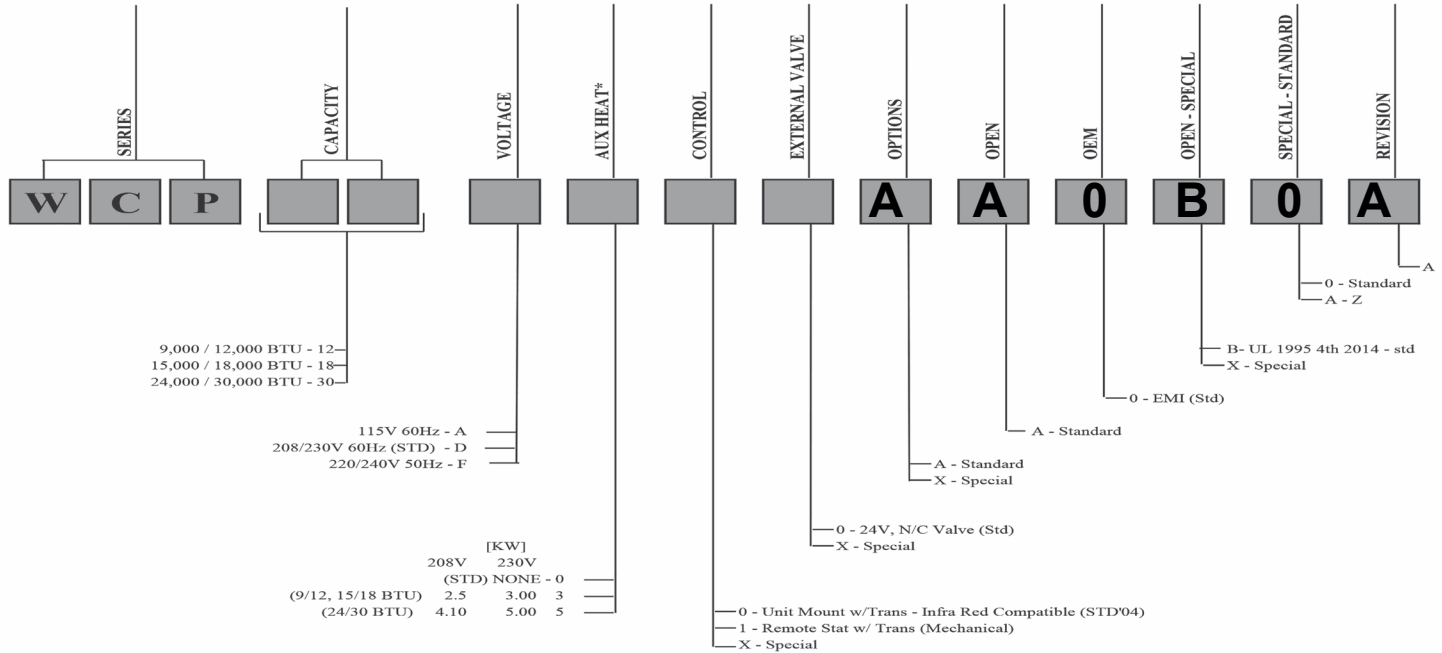 SERIES
CAPACITY
VOLTAGE
AUX HEAT*
CONTROL
EXTERNAL VALVE
OPTIONS
OPEN
OEM
OPEN - SPECIAL
SPECIAL - STANDARD
REVISION
W C P A A 0 B 0 A
9,000 / 12,000 BTU - 12
15,000 / 18,000 BTU - 18
24,000 / 30,000 BTU - 30
115V 60Hz - A
208/230V 60Hz (STD) - D
220/240V 50Hz - F
[KW]
208V 230V
(STD) NONE - 0
(9/12, 15/18 BTU) 2.5 3.00 3
(24/30 BTU) 4.10 5.00 5
0 - Unit Mount w/Trans - Infra Red Compatible (STD'04)
1 - Remote Stat w/ Trans (Mechanical)
X - Special
0 - 24V, N/C Valve (Std)
X - Special
A - Standard
X - Special
A - Standard
0 - EMI (Std)
B- UL 1995 4th 2014 - std
X - Special
0 - Standard
A - Z
A